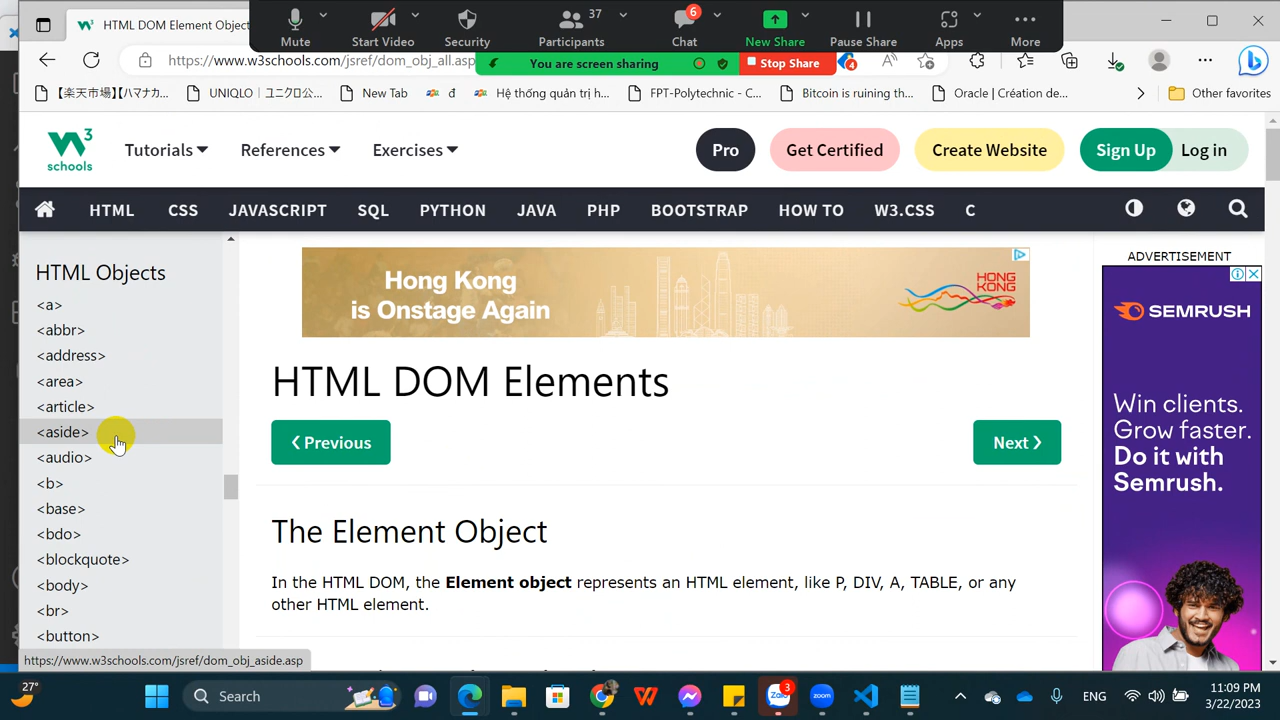 HTML DOM Element Objects
Mute
Start Video
Security
37
Participants
6
Chat
New Share
Pause Share
Apps
More
https://www.w3schools.com/jsref/dom_obj_all.asp
You are screen sharing
Stop Share
4
【楽天市場】【ハマナカ...
UNIQLO｜ユニクロ公...
New Tab
đ
Hệ thống quản trị h...
FPT-Polytechnic - C...
Bitcoin is ruining th...
Oracle | Création de...
Other favorites
W3
schools
Tutorials
References
Exercises
Pro
Get Certified
Create Website
Sign Up
Log in
HTML
CSS
JAVASCRIPT
SQL
PYTHON
JAVA
PHP
BOOTSTRAP
HOW TO
W3.CSS
C
HTML Objects
<a>
<abbr>
<address>
<area>
<article>
<aside>
<audio>
<b>
<base>
<bdo>
<blockquote>
<body>
<br>
<button>
https://www.w3schools.com/jsref/dom_obj_aside.asp
Hong Kong
is Onstage Again
HONG
KONG
HTML DOM Elements
❮ Previous
Next ❯
The Element Object
In the HTML DOM, the Element object represents an HTML element, like P, DIV, A, TABLE, or any
other HTML element.
ADVERTISEMENT
SEMRUSH
Win clients.
Grow faster.
Do it with
Semrush.
27°
Search
3
zoom
ENG
11:09 PM
3/22/2023